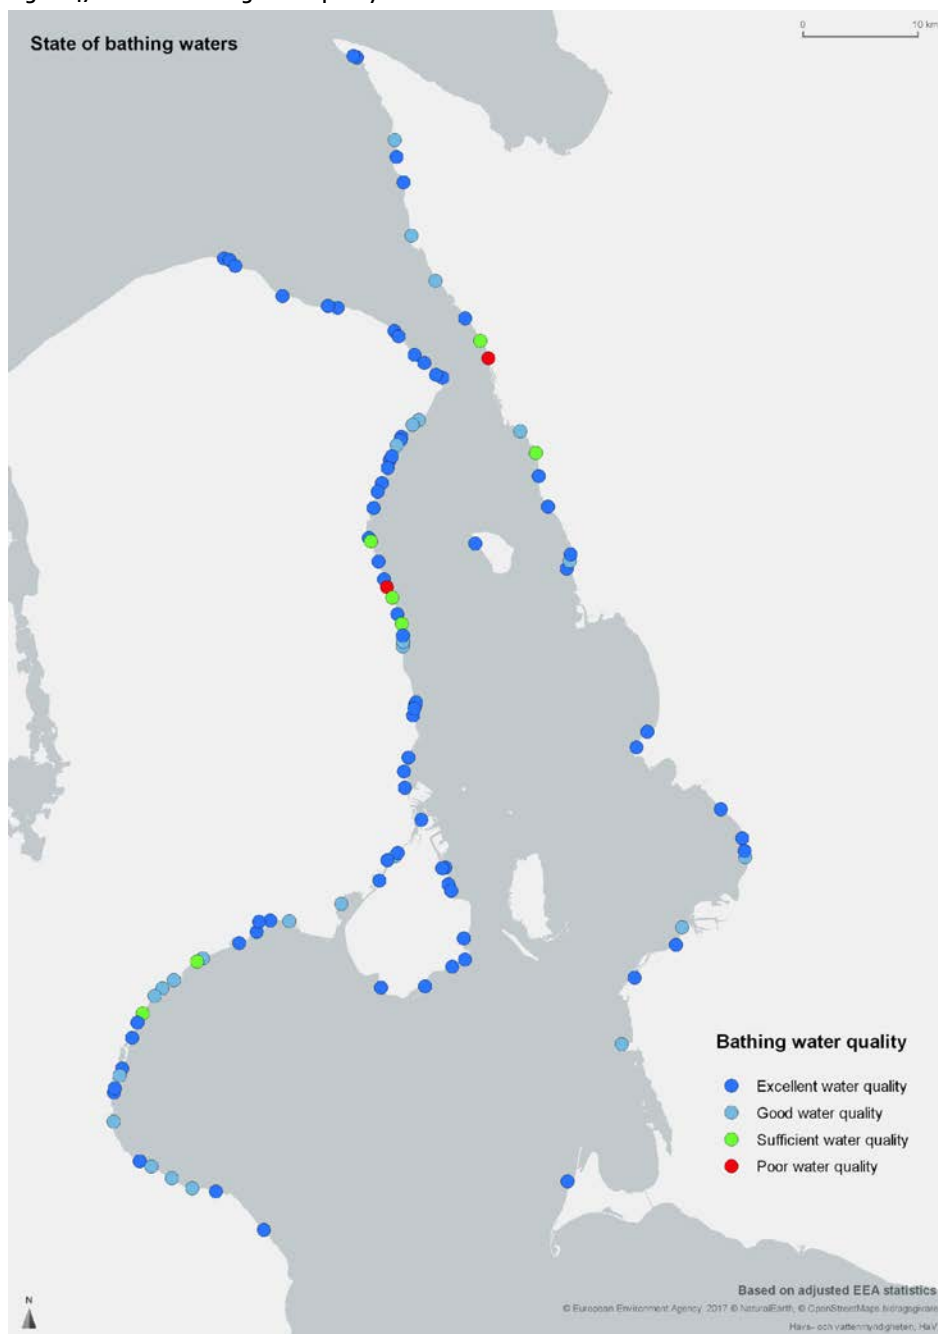 State of bathing waters
0 10 km
Bathing water quality
Excellent water quality
Good water quality
Sufficient water quality
Poor water quality
Based on adjusted EEA statistics
© European Environment Agency, 2017 © NaturalEarth, © OpenStreetMaps bidragsgivare
Havs- och vattenmyndigheten, HaV
N